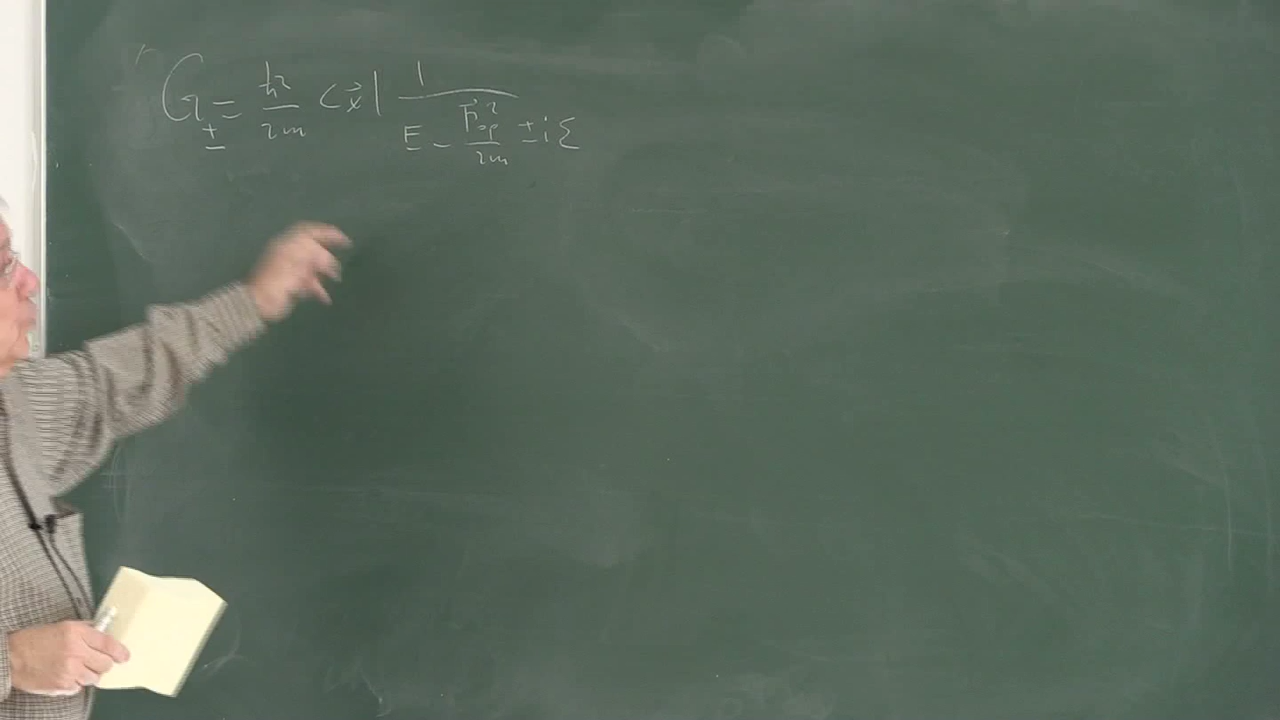 G± = ħ²/2m <x⃗| 1/(E - p⃗²op/2m ± iε)